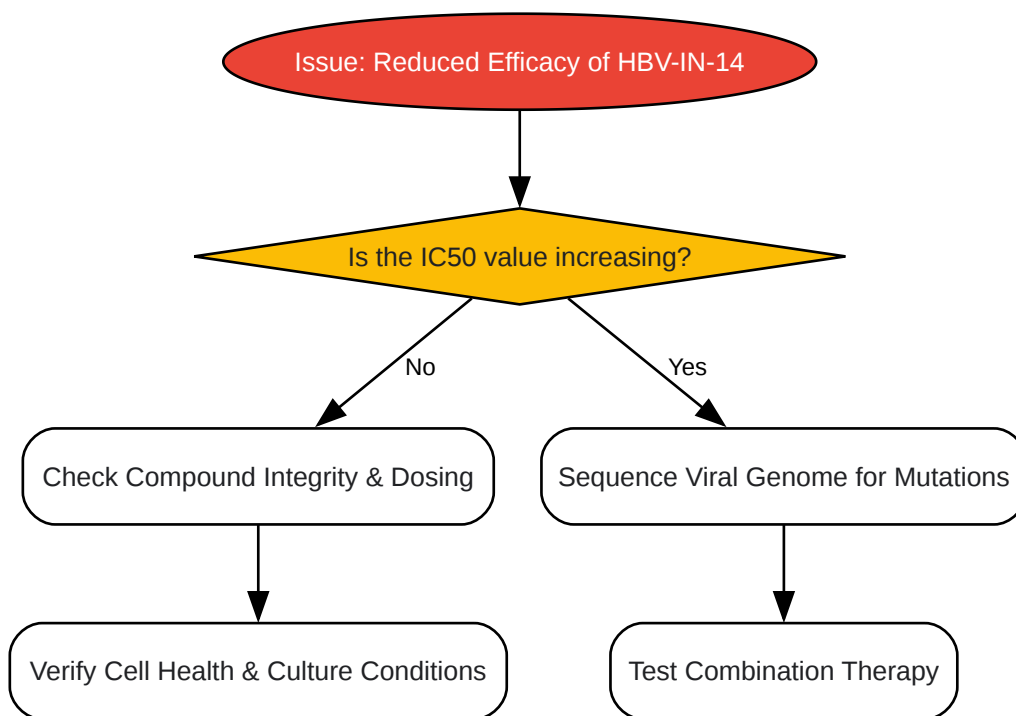 Issue: Reduced Efficacy of HBV-IN-14
Is the IC50 value increasing?
No
Yes
Check Compound Integrity & Dosing
Sequence Viral Genome for Mutations
Verify Cell Health & Culture Conditions
Test Combination Therapy